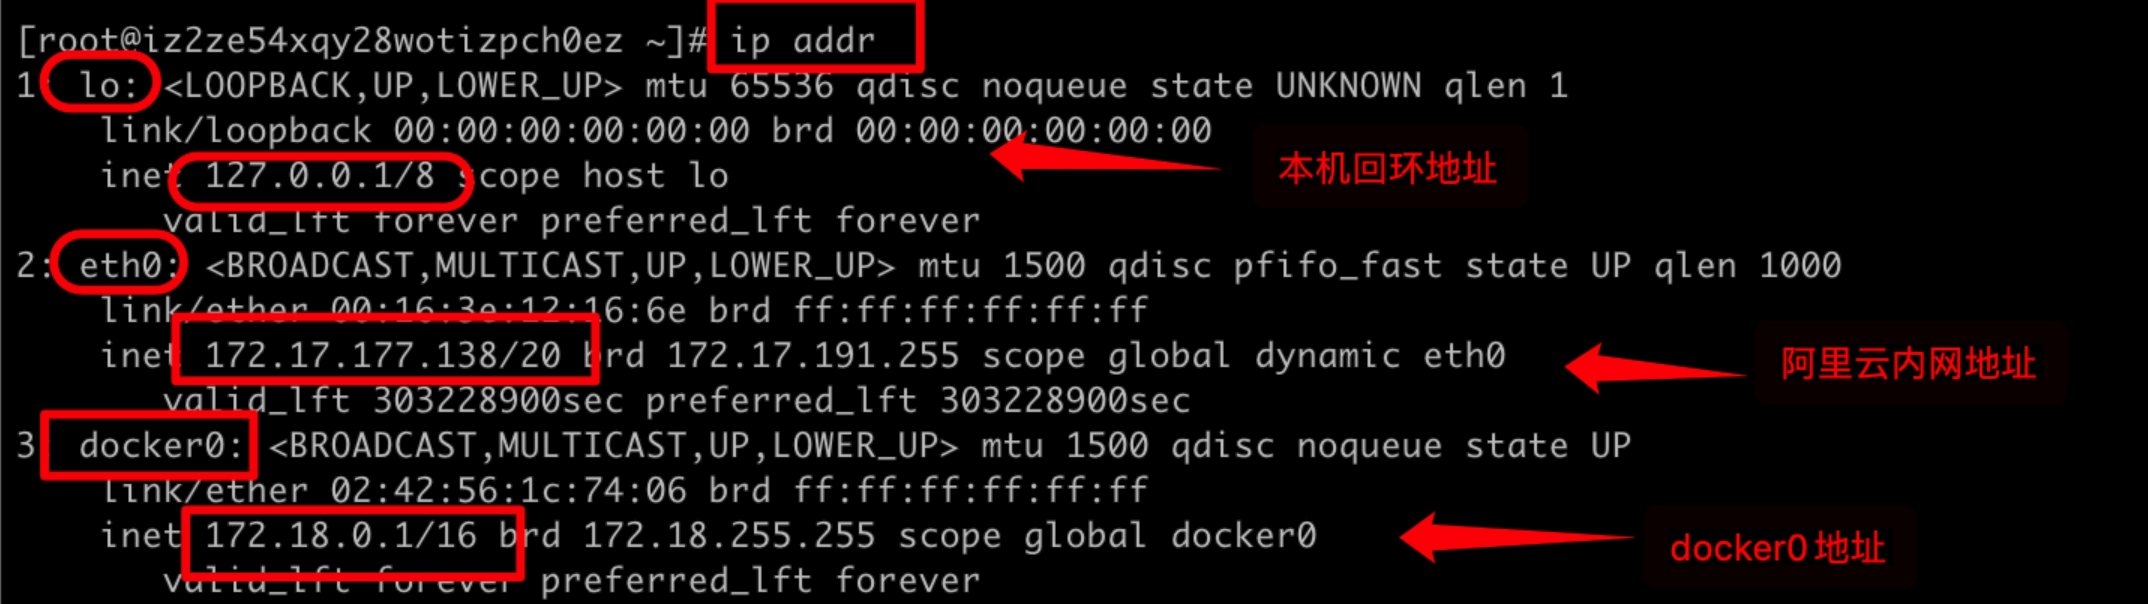 [root@iz2ze54xqy28wotizpch0ez ~]# ip addr
1: lo: <LOOPBACK,UP,LOWER_UP> mtu 65536 qdisc noqueue state UNKNOWN qlen 1
link/loopback 00:00:00:00:00:00 brd 00:00:00:00:00:00
本机回环地址
inet 127.0.0.1/8 scope host lo
valid_lft forever preferred_lft forever
2: eth0: <BROADCAST,MULTICAST,UP,LOWER_UP> mtu 1500 qdisc pfifo_fast state UP qlen 1000
link/ether 00:16:3e:12:16:6e brd ff:ff:ff:ff:ff:ff
inet 172.17.177.138/20 brd 172.17.191.255 scope global dynamic eth0
阿里云内网地址
valid_lft 303228900sec preferred_lft 303228900sec
3: docker0: <BROADCAST,MULTICAST,UP,LOWER_UP> mtu 1500 qdisc noqueue state UP
link/ether 02:42:56:1c:74:06 brd ff:ff:ff:ff:ff:ff
inet 172.18.0.1/16 brd 172.18.255.255 scope global docker0
docker0地址
valid_lft forever preferred_lft forever